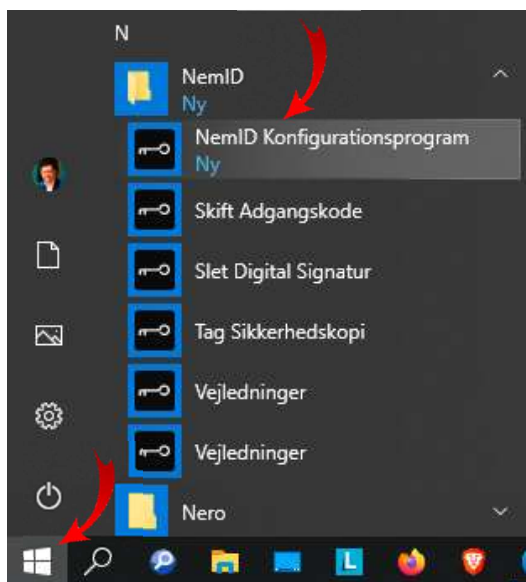 N
NemID
Ny
NemID Konfigurationsprogram
Ny
Skift Adgangskode
Slet Digital Signatur
Tag Sikkerhedskopi
Vejledninger
Vejledninger
Nero
L